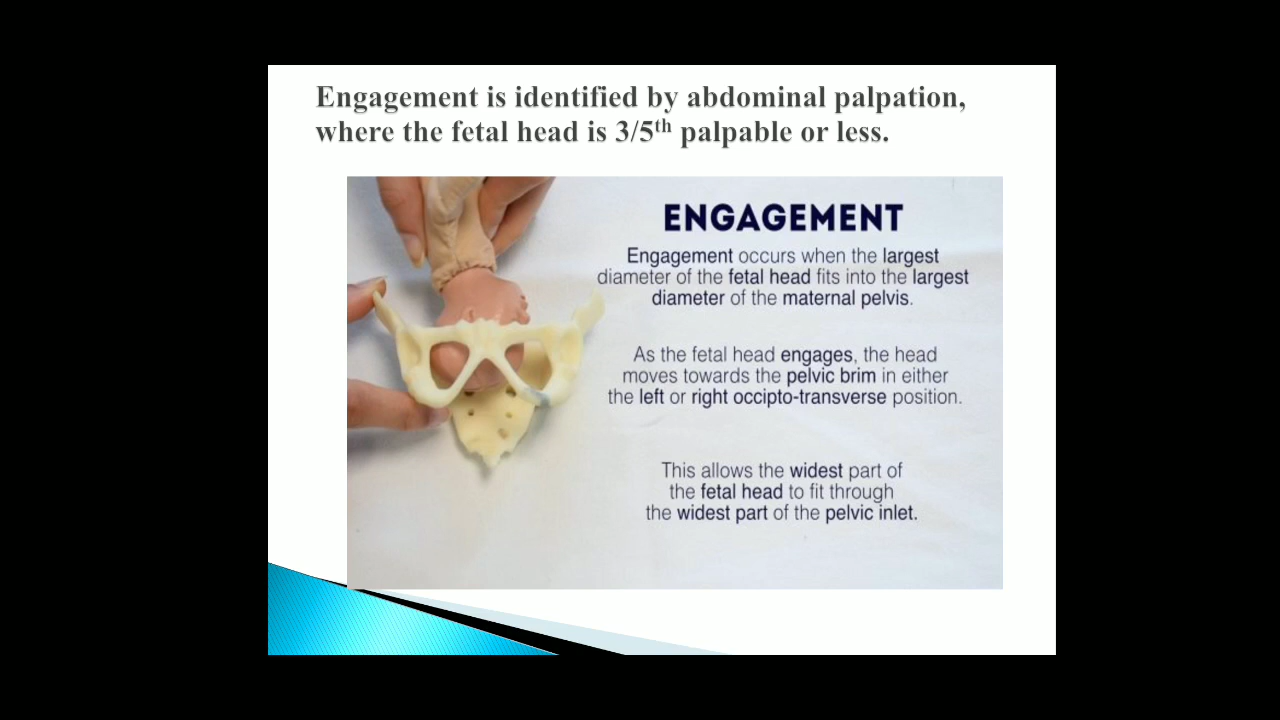 Engagement is identified by abdominal palpation,
where the fetal head is 3/5th palpable or less.
ENGAGEMENT
Engagement occurs when the largest
diameter of the fetal head fits into the largest
diameter of the maternal pelvis.
As the fetal head engages, the head
moves towards the pelvic brim in either
the left or right occipto-transverse position.
This allows the widest part of
the fetal head to fit through
the widest part of the pelvic inlet.